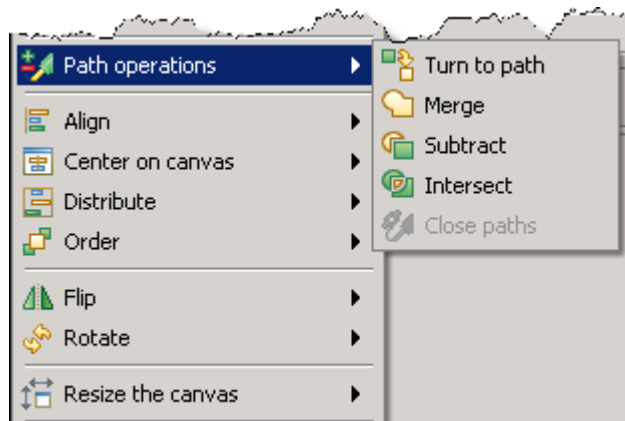 Path operations
Turn to path
Merge
Subtract
Intersect
Close paths
Align
Center on canvas
Distribute
Order
Flip
Rotate
Resize the canvas